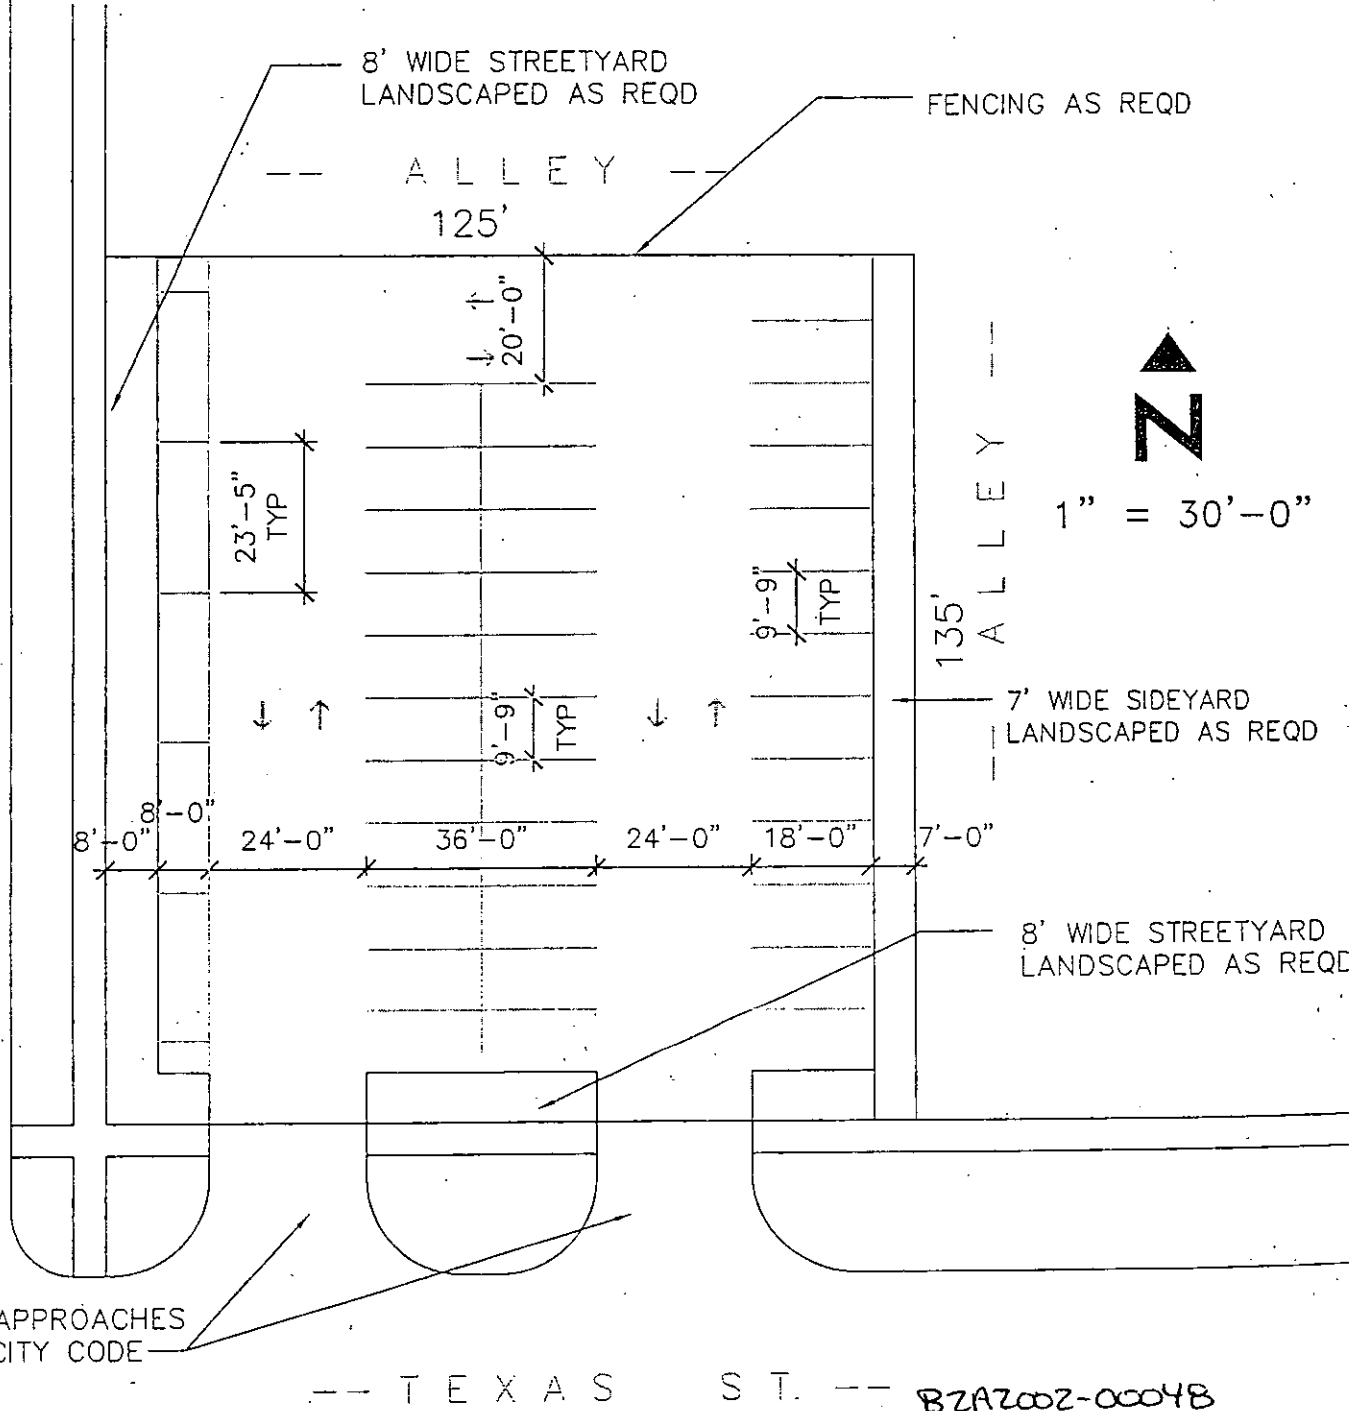 8' WIDE STREETYARD
LANDSCAPED AS REQD
FENCING AS REQD
-- ALLEY --
125'
20'-0"
23'-5"
TYP
-- ALLEY --
N
1" = 30'-0"
9'-9"
TYP
135'
9'-9"
TYP
7' WIDE SIDEYARD
LANDSCAPED AS REQD
8'-0"
8'-0"
24'-0"
36'-0"
24'-0"
18'-0"
7'-0"
8' WIDE STREETYARD
LANDSCAPED AS REQD
APPROACHES
CITY CODE
-- TEXAS ST. --
BZA2002-00048